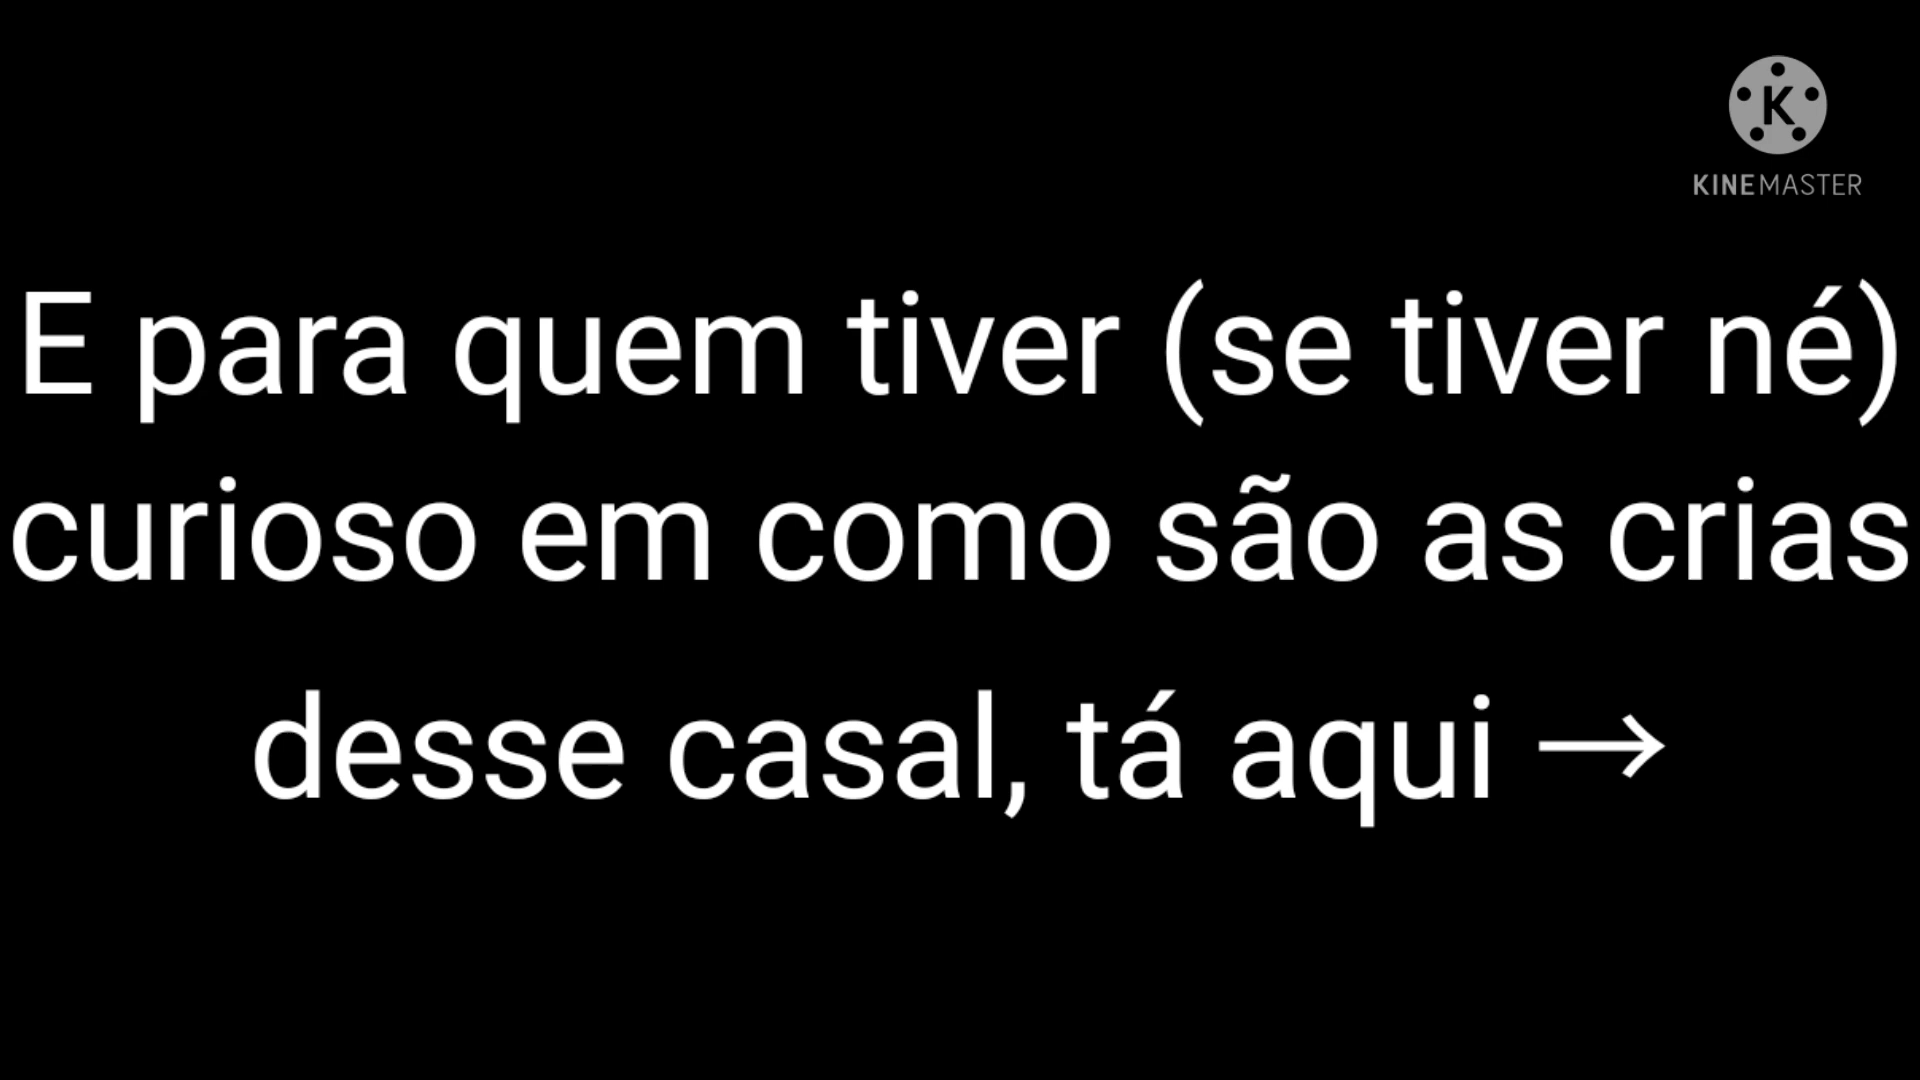 K
KINEMASTER
E para quem tiver (se tiver né)
curioso em como são as crias
desse casal, tá aqui →